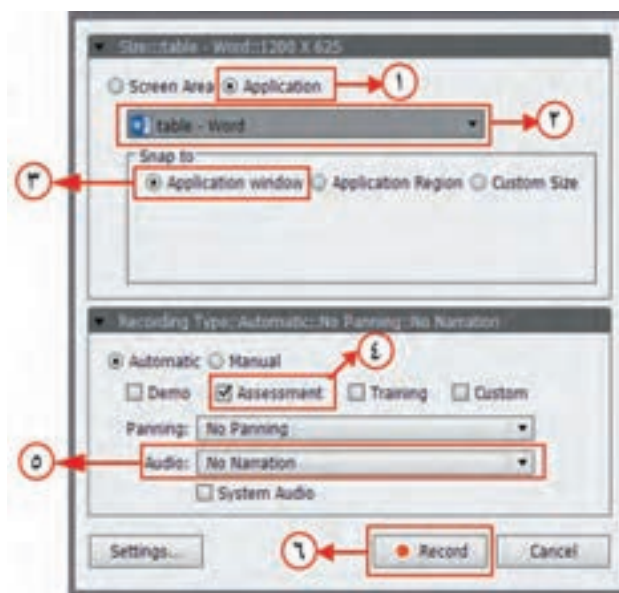 Size:::table - Word::1200 X 625
Screen Area Application ١
table - Word ٢
Snap to
٣ Application window Application Region Custom Size
Recording Type::Automatic::No Panning::No Narration
Automatic Manual ٤
Demo Assessment Training Custom
Panning: No Panning
٥ Audio: No Narration
System Audio
Settings... ٦ Record Cancel